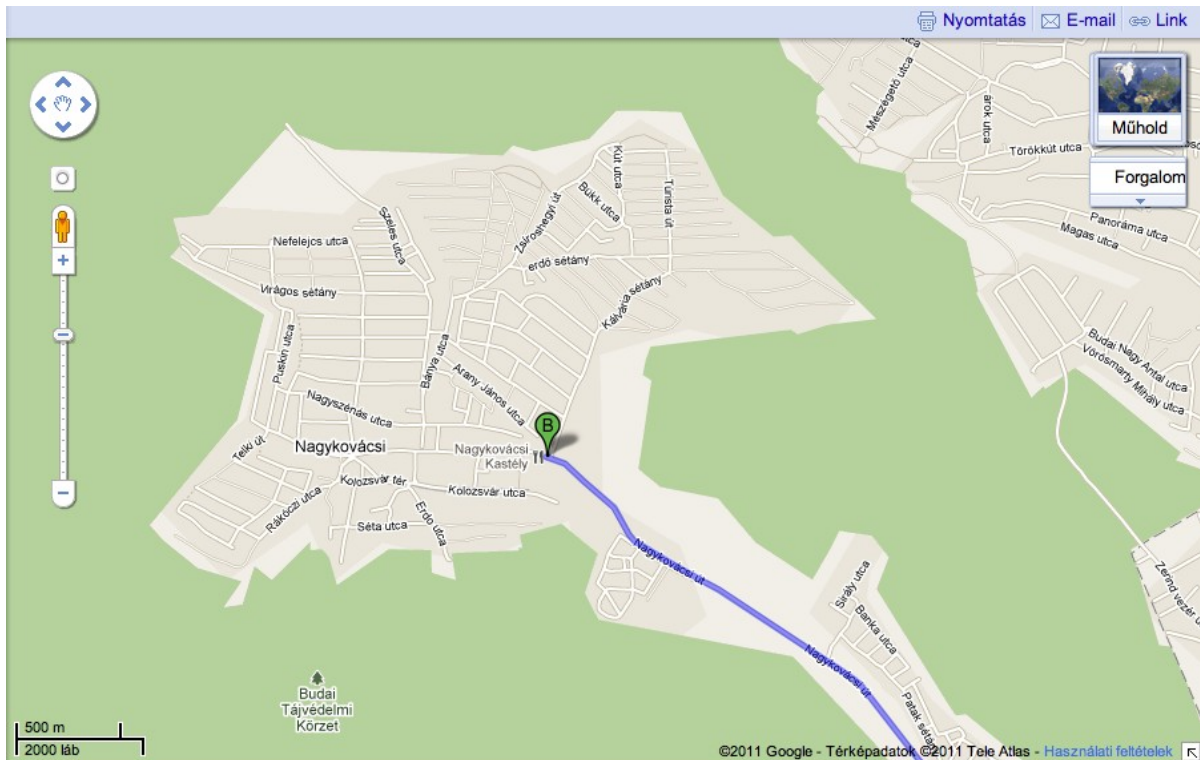 Nyomtatás E-mail Link
Műhold
Forgalom
Mészégető utca
árok utca
Törökkút utca
Panoráma utca
Magas utca
Kút utca
Bükk utca
Turista út
Zsíroshegyi út
Széles utca
Nefelejcs utca
erdő sétány
Virágos sétány
Kálvária sétány
Puskin utca
Bánya utca
Arany János utca
Budai Nagy Antal utca
Vörösmarty Mihály utca
Nagyszénás utca
B
Teleki út
Nagykovácsi
Nagykovácsi
Kastély
Kolozsvár tér
Kolozsvár utca
Rákóczi utca
Séta utca
Erdo utca
Nagykovácsi út
Sirály utca
Banka utca
Zerind vezér u
Nagykovácsi út
Patak sétány
Budai
Tájvédelmi
Körzet
500 m
2000 láb
©2011 Google - Térképadatok ©2011 Tele Atlas - Használati feltételek